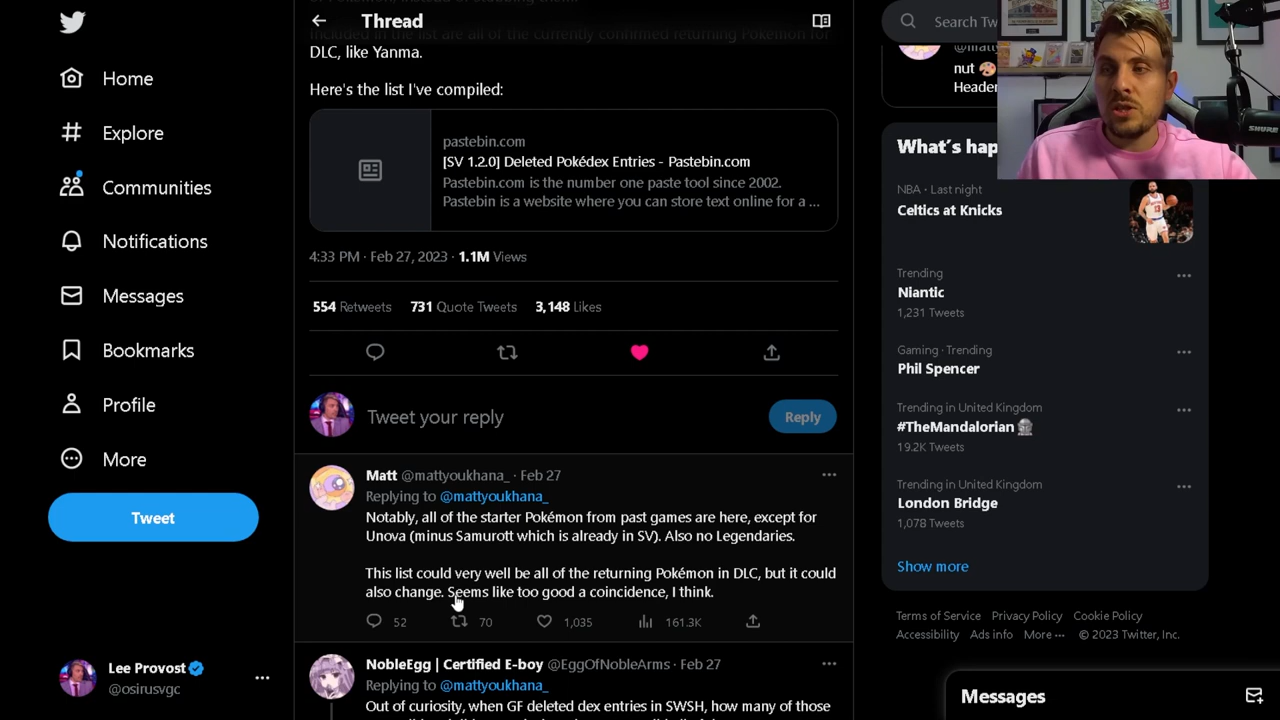 Thread
Search Tw
included in the list are all of the currently confirmed returning Pokémon for
DLC, like Yanma.
Here's the list I've compiled:
pastebin.com
[SV 1.2.0] Deleted Pokédex Entries - Pastebin.com
Pastebin.com is the number one paste tool since 2002.
Pastebin is a website where you can store text online for a ...
4:33 PM · Feb 27, 2023 · 1.1M Views
554 Retweets 731 Quote Tweets 3,148 Likes
Tweet your reply
Reply
Matt @mattyoukhana_ · Feb 27
Replying to @mattyoukhana_
Notably, all of the starter Pokémon from past games are here, except for
Unova (minus Samurott which is already in SV). Also no Legendaries.
This list could very well be all of the returning Pokémon in DLC, but it could
also change. Seems like too good a coincidence, I think.
52 70 1,035 161.3K
NobleEgg | Certified E-boy @EggOfNobleArms · Feb 27
Replying to @mattyoukhana_
Out of curiosity, when GF deleted dex entries in SWSH, how many of those
Home
Explore
Communities
Notifications
Messages
Bookmarks
Profile
More
Tweet
Lee Provost
@osirusvgc
nut
Header
What's hap
NBA · Last night
Celtics at Knicks
Trending
Niantic
1,231 Tweets
Gaming · Trending
Phil Spencer
Trending in United Kingdom
#TheMandalorian
19.2K Tweets
Trending in United Kingdom
London Bridge
1,078 Tweets
Show more
Terms of Service Privacy Policy Cookie Policy
Accessibility Ads info More ··· © 2023 Twitter, Inc.
Messages
SHURE